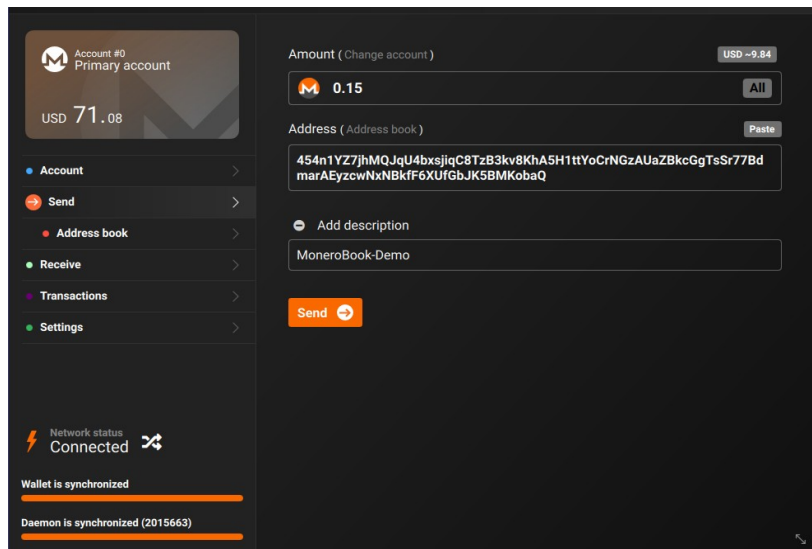 Account #0
Primary account
USD 71.08
Account
Send
Address book
Receive
Transactions
Settings
Network status
Connected
Wallet is synchronized
Daemon is synchronized (2015663)
Amount ( Change account )
USD ~9.84
0.15
All
Address ( Address book )
Paste
454n1YZ7jhMQJqU4bxsjiqC8TzB3kv8KhA5H1ttYoCrNGzAUaZBkcGgTsSr77Bd
marAEyzcwNxNBkfF6XUfGbJK5BMKobaQ
Add description
MoneroBook-Demo
Send